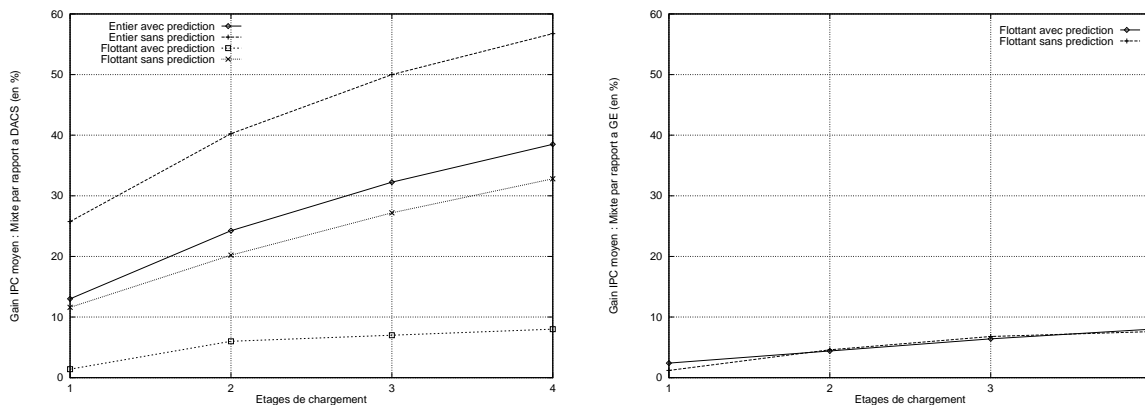 Gain IPC moyen : Mixte par rapport a DACS (en %)
60
50
40
30
20
10
0
Entier avec prediction
Entier sans prediction
Flottant avec prediction
Flottant sans prediction
1
2
3
4
Etages de chargement
Gain IPC moyen : Mixte par rapport a GE (en %)
60
50
40
30
20
10
0
Flottant avec prediction
Flottant sans prediction
1
2
3
Etages de chargement